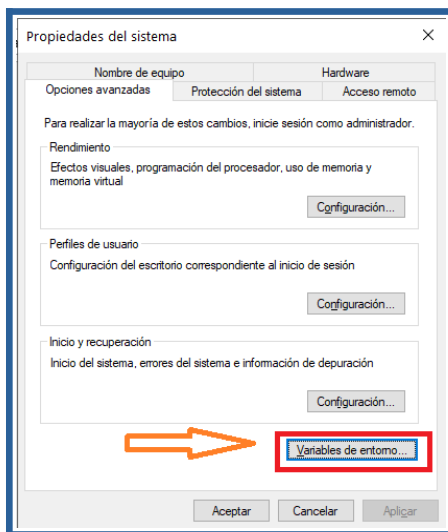 Propiedades del sistema
Nombre de equipo Hardware
Opciones avanzadas Protección del sistema Acceso remoto
Para realizar la mayoría de estos cambios, inicie sesión como administrador.
Rendimiento
Efectos visuales, programación del procesador, uso de memoria y
memoria virtual
Configuración...
Perfiles de usuario
Configuración del escritorio correspondiente al inicio de sesión
Configuración...
Inicio y recuperación
Inicio del sistema, errores del sistema e información de depuración
Configuración...
Variables de entorno...
Aceptar Cancelar Aplicar